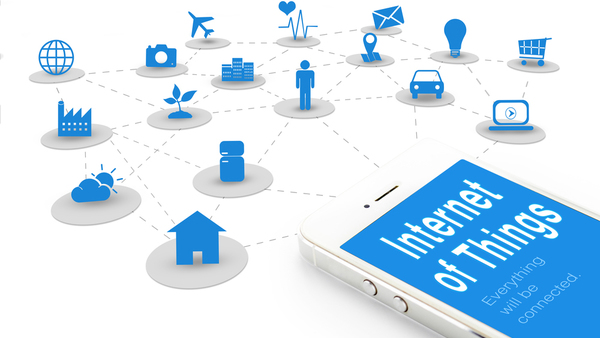 Internet
of Things
Everything
will be
connected.